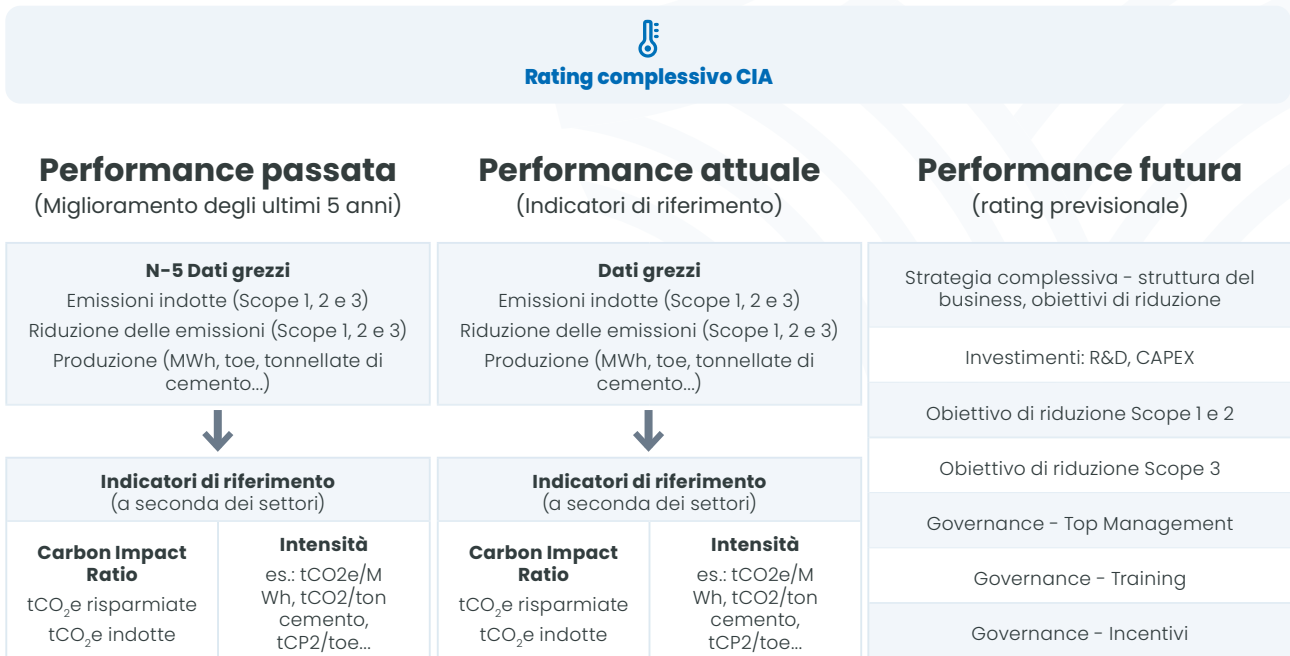 Rating complessivo CIA
Performance passata
(Miglioramento degli ultimi 5 anni)
N-5 Dati grezzi
Emissioni indotte (Scope 1, 2 e 3)
Riduzione delle emissioni (Scope 1, 2 e 3)
Produzione (MWh, toe, tonnellate di
cemento...)
Indicatori di riferimento
(a seconda dei settori)
Carbon Impact
Ratio
tCO₂e risparmiate
tCO₂e indotte
Intensità
es.: tCO2e/M
Wh, tCO2/ton
cemento,
tCP2/toe...
Performance attuale
(Indicatori di riferimento)
Dati grezzi
Emissioni indotte (Scope 1, 2 e 3)
Riduzione delle emissioni (Scope 1, 2 e 3)
Produzione (MWh, toe, tonnellate di
cemento...)
Indicatori di riferimento
(a seconda dei settori)
Carbon Impact
Ratio
tCO₂e risparmiate
tCO₂e indotte
Intensità
es.: tCO2e/M
Wh, tCO2/ton
cemento,
tCP2/toe...
Performance futura
(rating previsionale)
Strategia complessiva - struttura del
business, obiettivi di riduzione
Investimenti: R&D, CAPEX
Obiettivo di riduzione Scope 1 e 2
Obiettivo di riduzione Scope 3
Governance - Top Management
Governance - Training
Governance - Incentivi